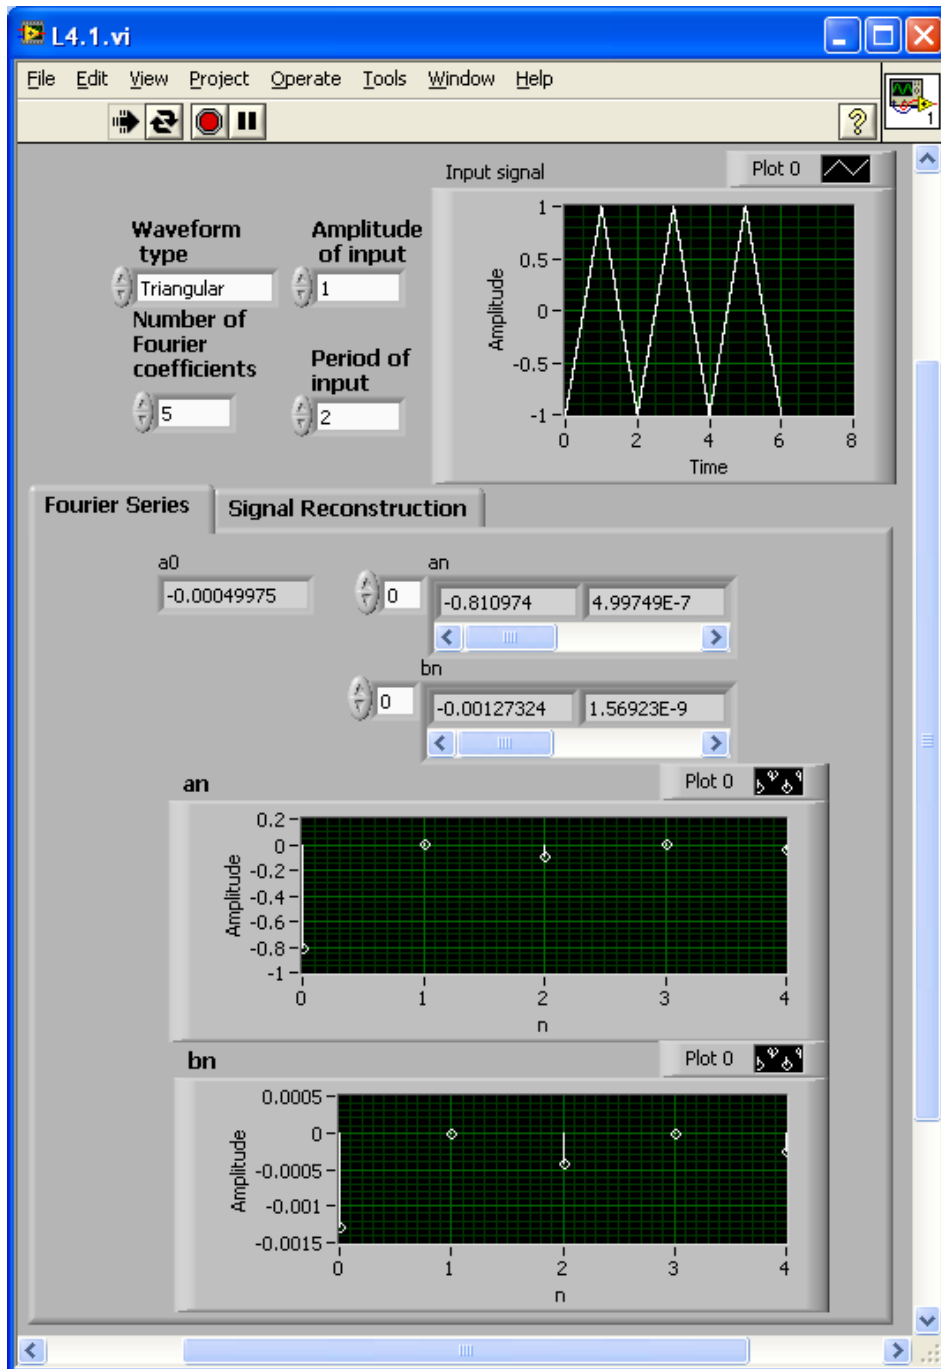 L4.1.vi
File Edit View Project Operate Tools Window Help
1
Input signal
Plot 0
Waveform
type
Triangular
Amplitude
of input
1
Number of
Fourier
coefficients
5
Period of
input
2
Amplitude
1
0.5
0
-0.5
-1
0 2 4 6 8
Time
Fourier Series
Signal Reconstruction
a0
-0.00049975
an
0
-0.810974
4.99749E-7
bn
0
-0.00127324
1.56923E-9
an
Plot 0
Amplitude
0.2
0
-0.2
-0.4
-0.6
-0.8
-1
0 1 2 3 4
n
bn
Plot 0
Amplitude
0.0005
0
-0.0005
-0.001
-0.0015
0 1 2 3 4
n